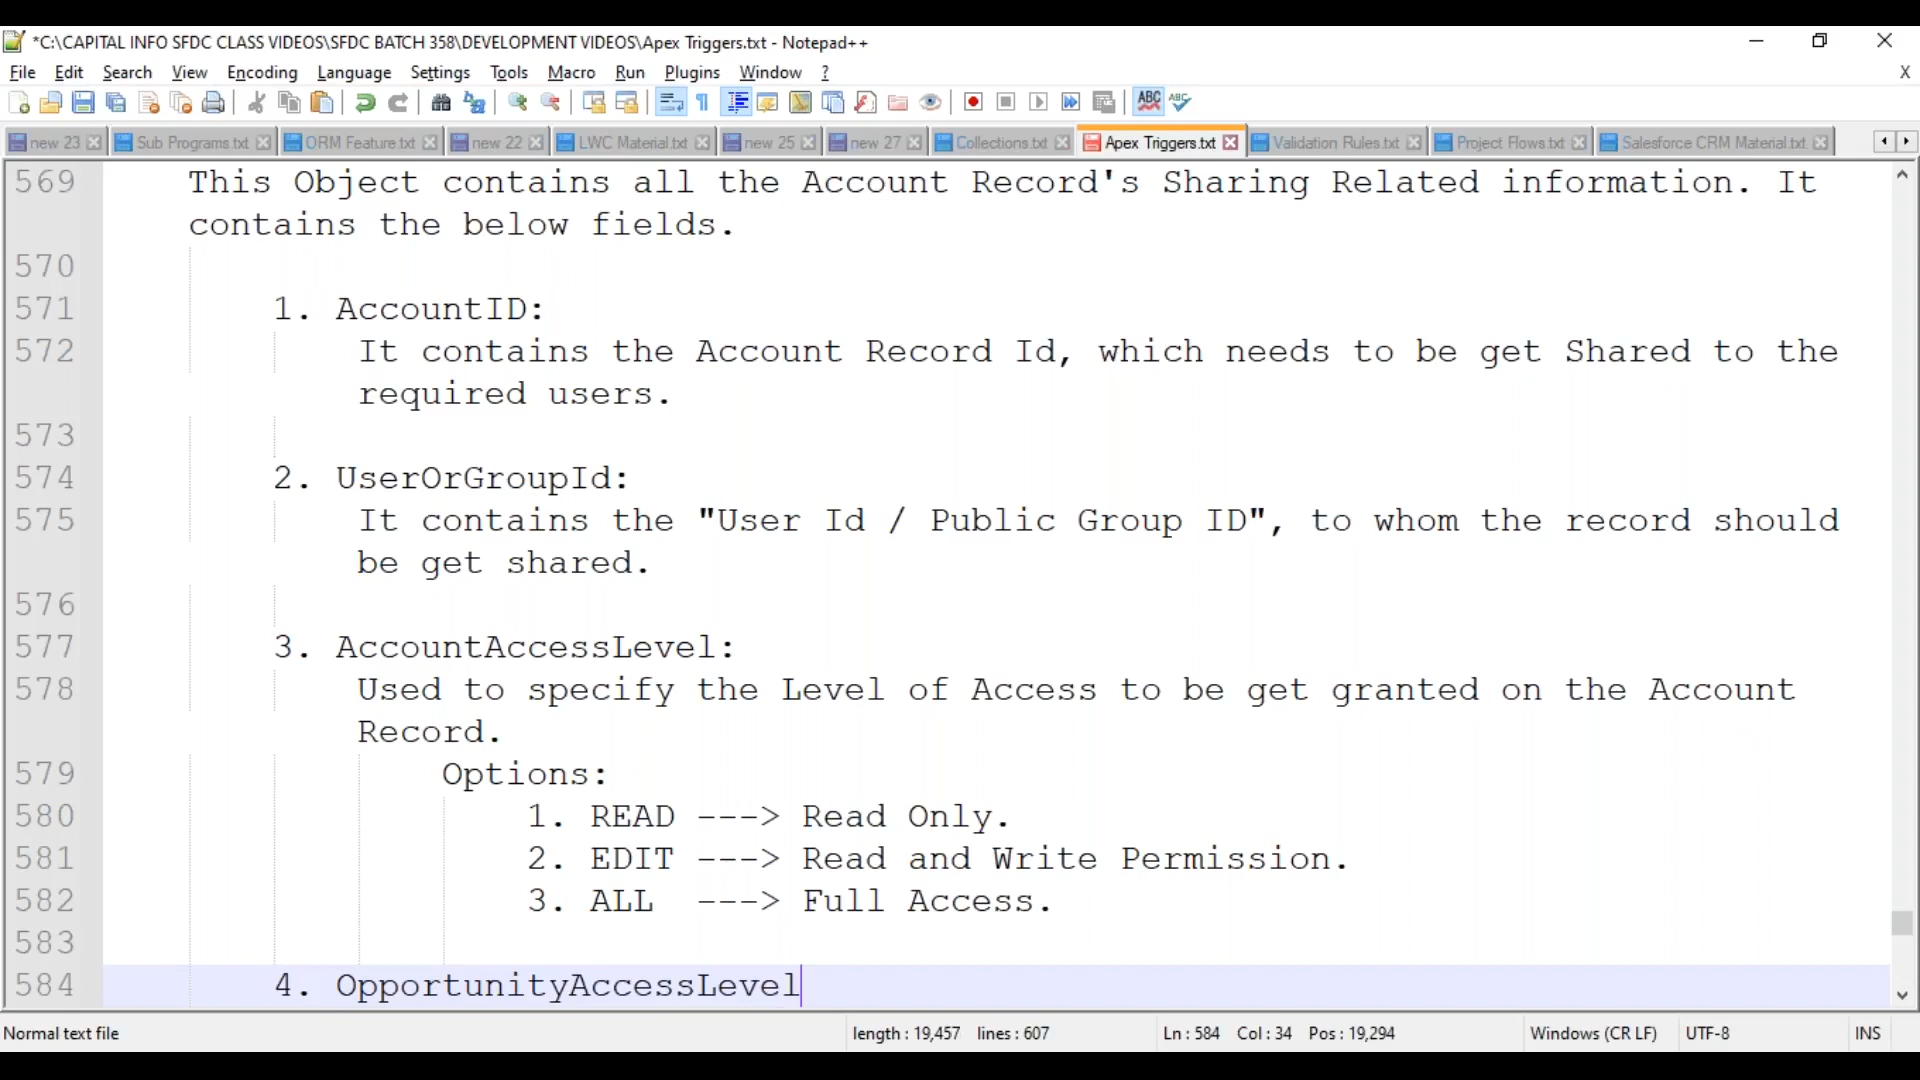 *C:\CAPITAL INFO SFDC CLASS VIDEOS\SFDC BATCH 358\DEVELOPMENT VIDEOS\Apex Triggers.txt - Notepad++
File Edit Search View Encoding Language Settings Tools Macro Run Plugins Window ? X
new 23 Sub Programs.txt ORM Feature.txt new 22 LWC Material.txt new 25 new 27 Collections.txt Apex Triggers.txt Validation Rules.txt Project Flows.txt Salesforce CRM Material.txt
569 This Object contains all the Account Record's Sharing Related information. It
contains the below fields.
570
571 1. AccountID:
572 It contains the Account Record Id, which needs to be get Shared to the
required users.
573
574 2. UserOrGroupId:
575 It contains the "User Id / Public Group ID", to whom the record should
be get shared.
576
577 3. AccountAccessLevel:
578 Used to specify the Level of Access to be get granted on the Account
Record.
579 Options:
580 1. READ ---> Read Only.
581 2. EDIT ---> Read and Write Permission.
582 3. ALL ---> Full Access.
583
584 4. OpportunityAccessLevel
Normal text file length : 19,457 lines : 607 Ln : 584 Col : 34 Pos : 19,294 Windows (CR LF) UTF-8 INS